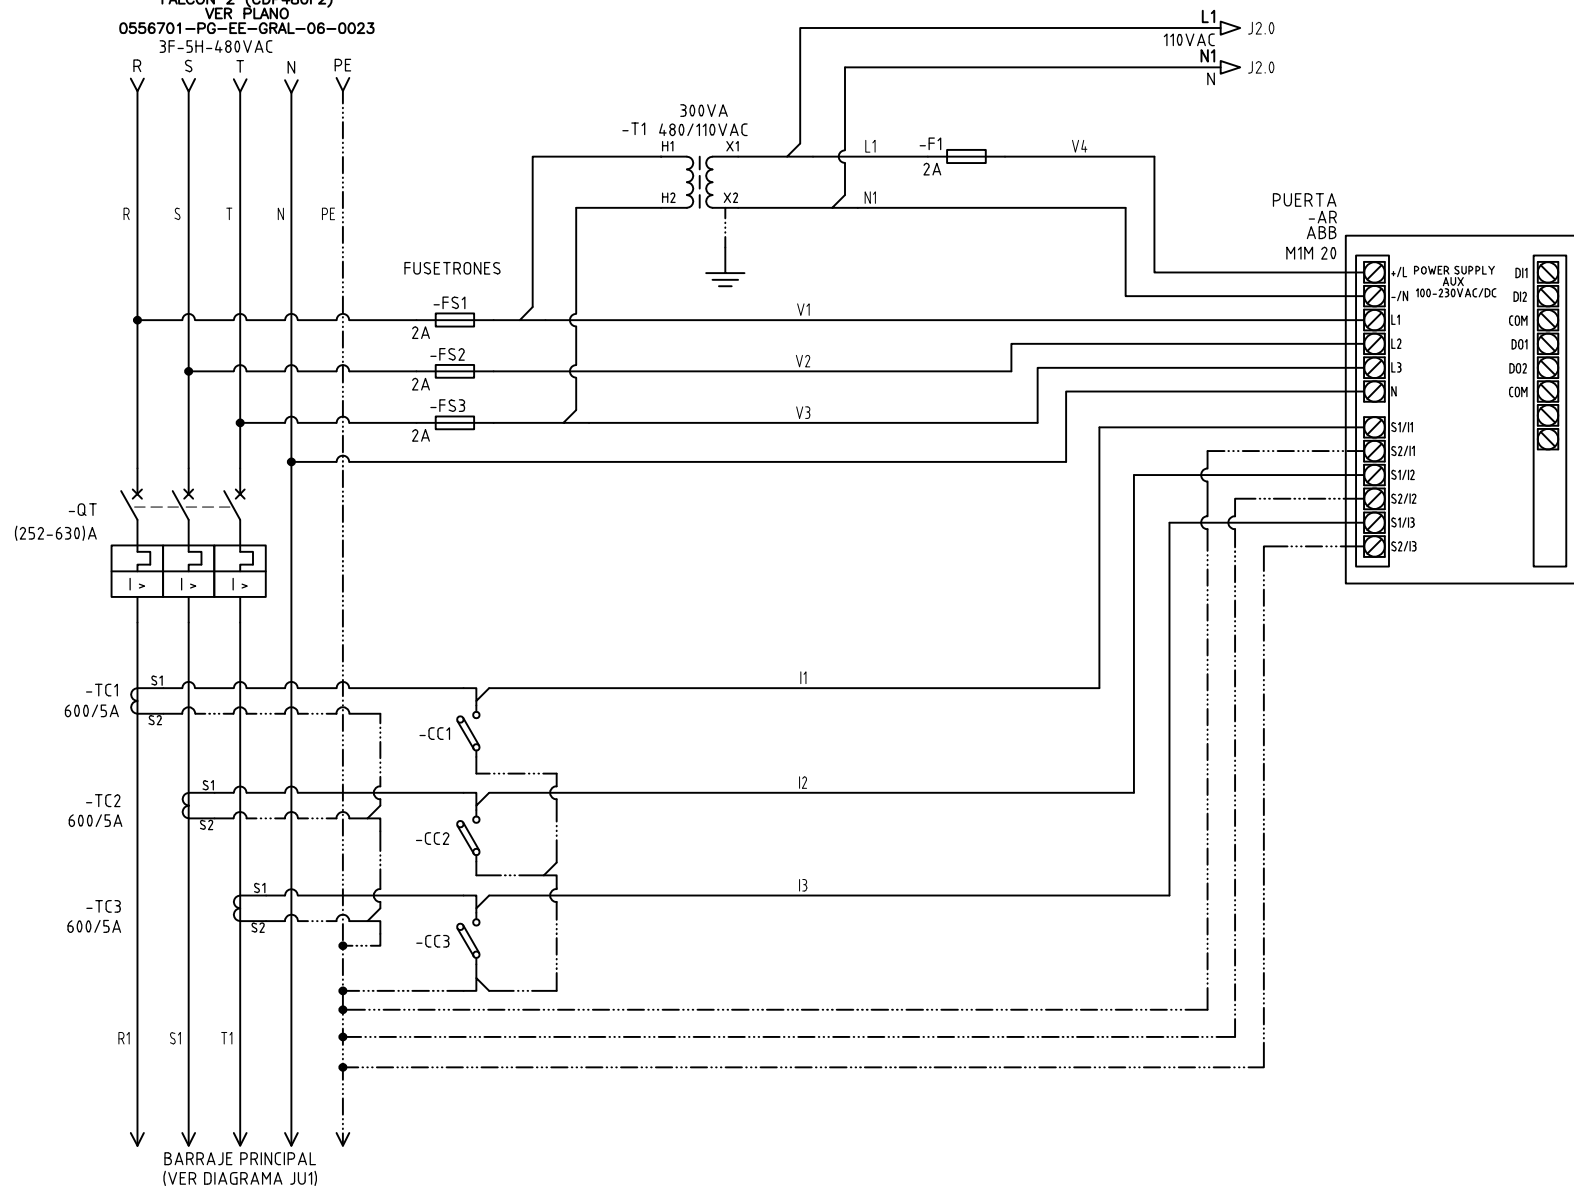 VER PLANO
0556701-PG-EE-GRAL-06-0023
3F-5H-480VAC
R S T N PE
L1
110VAC
J2.0
N1
N
J2.0
300VA
-T1 480/110VAC
H1 X1
H2 X2
L1
-F1
2A
V4
N1
R S T N PE
FUSETRONES
-FS1
2A
V1
-FS2
2A
V2
-FS3
2A
V3
PUERTA
-AR
ABB
M1M 20
+/L POWER SUPPLY
AUX
-/N 100-230VAC/DC
L1
L2
L3
N
S1/I1
S2/I1
S1/I2
S2/I2
S1/I3
S2/I3
DI1
DI2
COM
DO1
DO2
COM
-QT
(252-630)A
I > I > I >
-TC1
600/5A
S1
S2
-CC1
I1
-TC2
600/5A
S1
S2
-CC2
I2
-TC3
600/5A
S1
S2
-CC3
I3
R1 S1 T1
BARRAJE PRINCIPAL
(VER DIAGRAMA JU1)